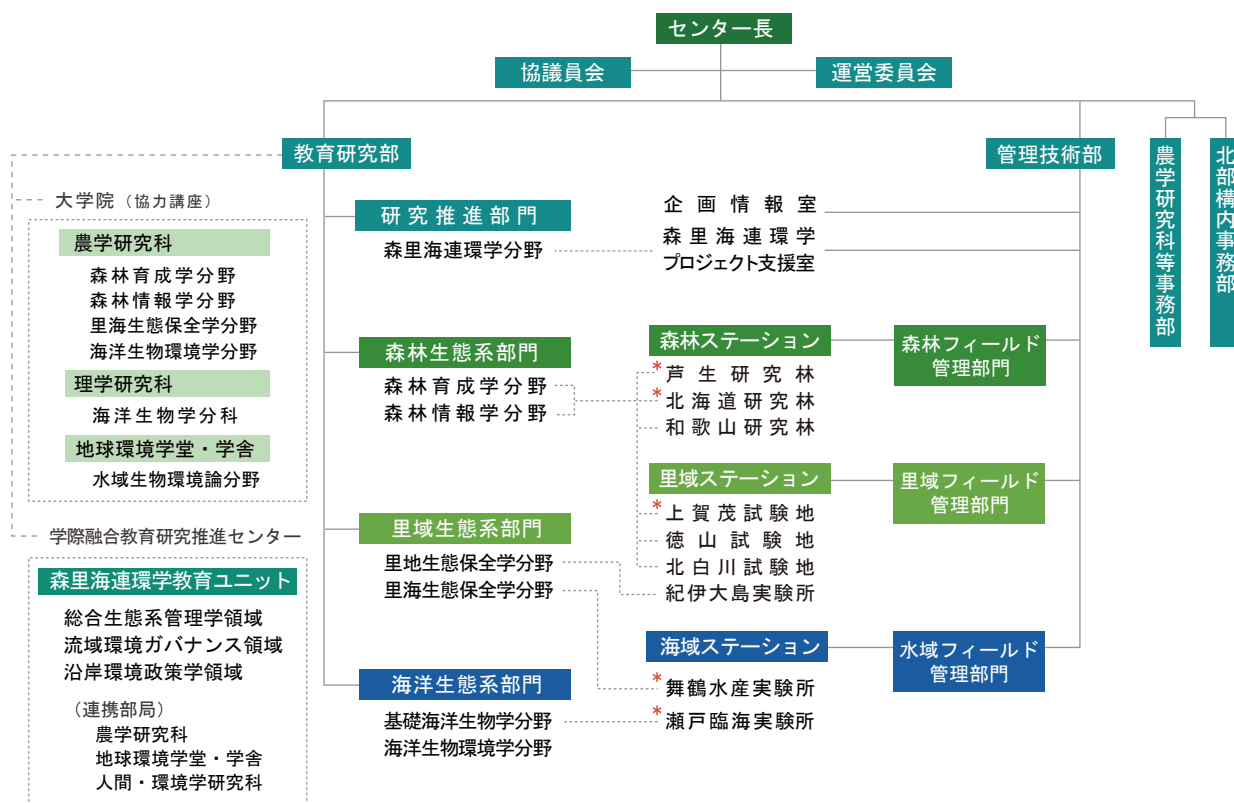 センター長
協議員会
運営委員会
教育研究部
管理技術部
農学研究科等事務部
北部構内事務部
大学院（協力講座）
農学研究科
森林育成学分野
森林情報学分野
里海生態保全学分野
海洋生物環境学分野
理学研究科
海洋生物学分科
地球環境学堂・学舎
水域生物環境論分野
学際融合教育研究推進センター
森里海連環学教育ユニット
総合生態系管理学領域
流域環境ガバナンス領域
沿岸環境政策学領域
（連携部局）
農学研究科
地球環境学堂・学舎
人間・環境学研究科
研究推進部門
森里海連環学分野
企画情報室
森里海連環学
プロジェクト支援室
森林生態系部門
森林育成学分野
森林情報学分野
森林ステーション
*芦生研究林
*北海道研究林
和歌山研究林
森林フィールド
管理部門
里域ステーション
*上賀茂試験地
徳山試験地
北白川試験地
紀伊大島実験所
里域フィールド
管理部門
里域生態系部門
里地生態保全学分野
里海生態保全学分野
海域ステーション
*舞鶴水産実験所
*瀬戸臨海実験所
水域フィールド
管理部門
海洋生態系部門
基礎海洋生物学分野
海洋生物環境学分野